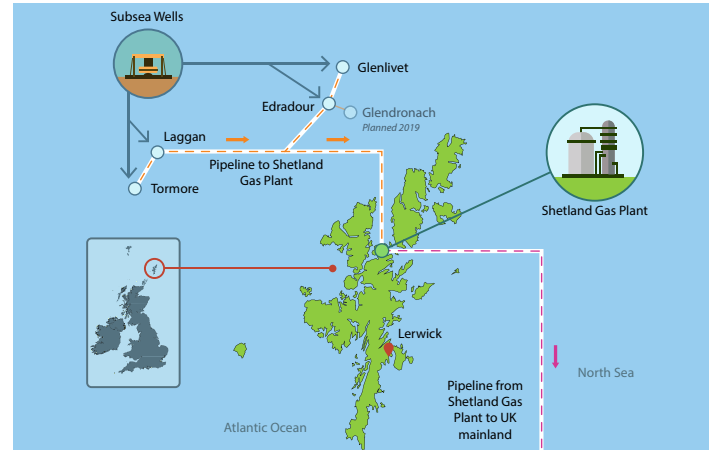 Subsea Wells
Glenlivet
Edradour
Glendronach
Planned 2019
Laggan
Pipeline to Shetland
Gas Plant
Tormore
Shetland Gas Plant
Lerwick
North Sea
Pipeline from
Shetland Gas
Plant to UK
mainland
Atlantic Ocean